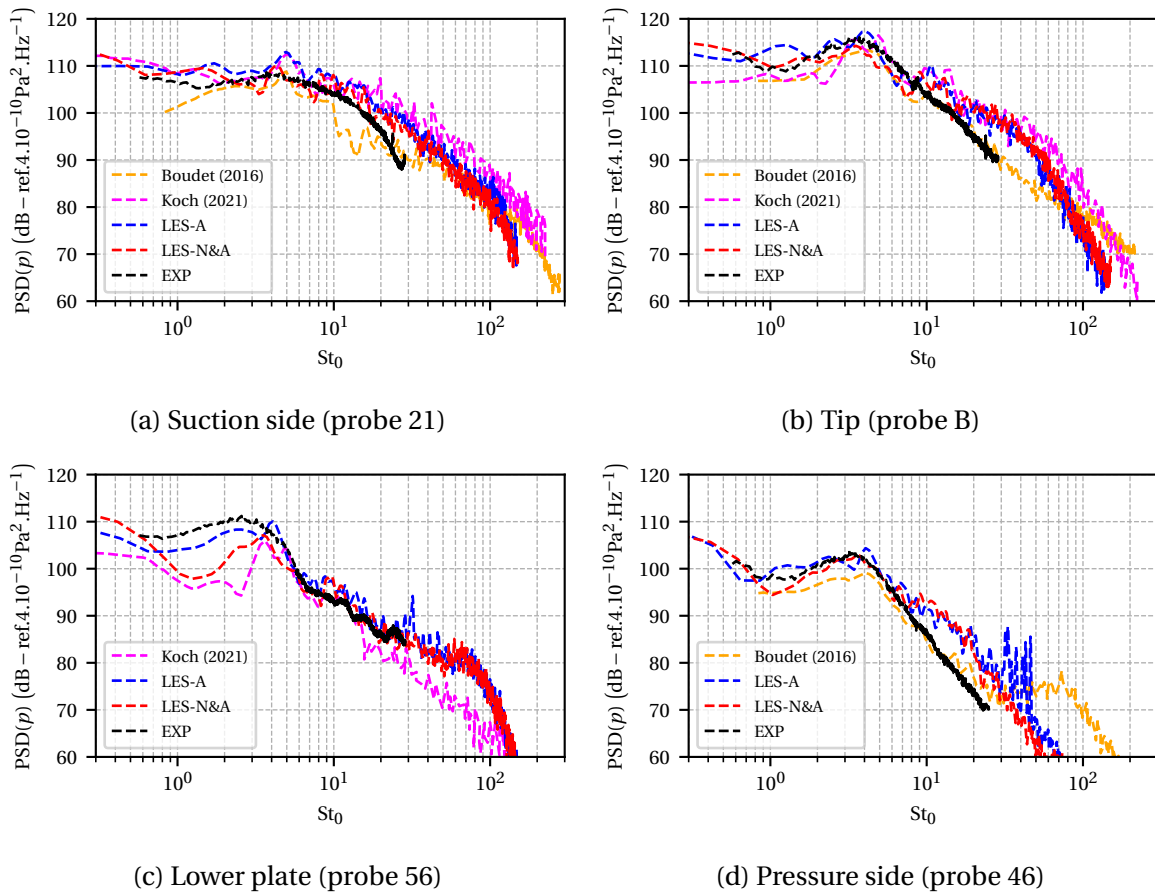 120
110
100
90
80
70
60
PSD(p) (dB − ref.4.10⁻¹⁰Pa².Hz⁻¹)
Boudet (2016)
Koch (2021)
LES-A
LES-N&A
EXP
10⁰
10¹
10²
St₀
(a) Suction side (probe 21)
120
110
100
90
80
70
60
PSD(p) (dB − ref.4.10⁻¹⁰Pa².Hz⁻¹)
Boudet (2016)
Koch (2021)
LES-A
LES-N&A
EXP
10⁰
10¹
10²
St₀
(b) Tip (probe B)
120
110
100
90
80
70
60
PSD(p) (dB − ref.4.10⁻¹⁰Pa².Hz⁻¹)
Koch (2021)
LES-A
LES-N&A
EXP
10⁰
10¹
10²
St₀
(c) Lower plate (probe 56)
120
110
100
90
80
70
60
PSD(p) (dB − ref.4.10⁻¹⁰Pa².Hz⁻¹)
Boudet (2016)
LES-A
LES-N&A
EXP
10⁰
10¹
10²
St₀
(d) Pressure side (probe 46)